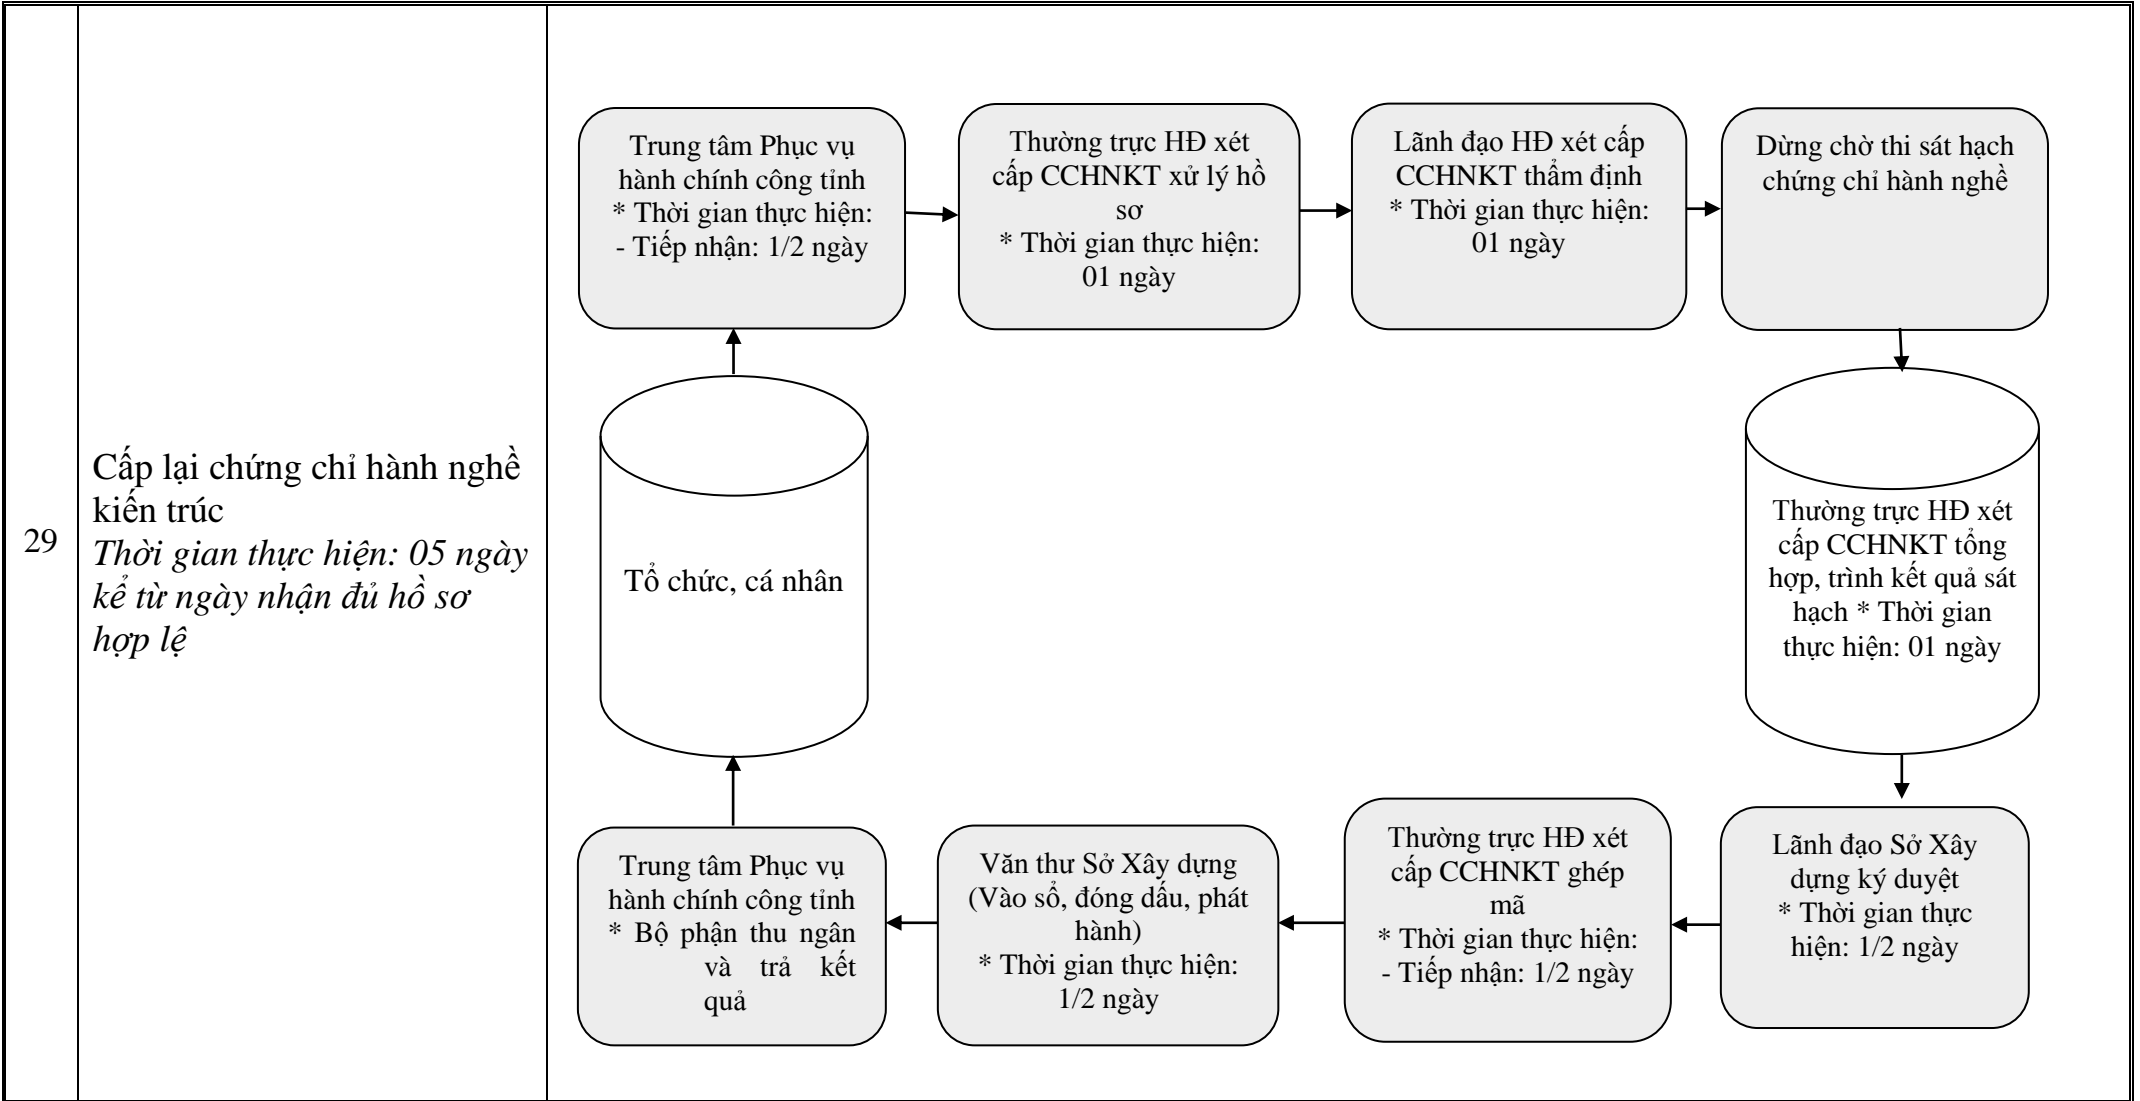 29
Cấp lại chứng chỉ hành nghề
kiến trúc
Thời gian thực hiện: 05 ngày
kể từ ngày nhận đủ hồ sơ
hợp lệ
Trung tâm Phục vụ
hành chính công tỉnh
* Thời gian thực hiện:
- Tiếp nhận: 1/2 ngày
Thường trực HĐ xét
cấp CCHNKT xử lý hồ
sơ
* Thời gian thực hiện:
01 ngày
Lãnh đạo HĐ xét cấp
CCHNKT thẩm định
* Thời gian thực hiện:
01 ngày
Dừng chờ thi sát hạch
chứng chỉ hành nghề
Tổ chức, cá nhân
Thường trực HĐ xét
cấp CCHNKT tổng
hợp, trình kết quả sát
hạch * Thời gian
thực hiện: 01 ngày
Trung tâm Phục vụ
hành chính công tỉnh
* Bộ phận thu ngân
và trả kết
quả
Văn thư Sở Xây dựng
(Vào sổ, đóng dấu, phát
hành)
* Thời gian thực hiện:
1/2 ngày
Thường trực HĐ xét
cấp CCHNKT ghép
mã
* Thời gian thực hiện:
- Tiếp nhận: 1/2 ngày
Lãnh đạo Sở Xây
dựng ký duyệt
* Thời gian thực
hiện: 1/2 ngày